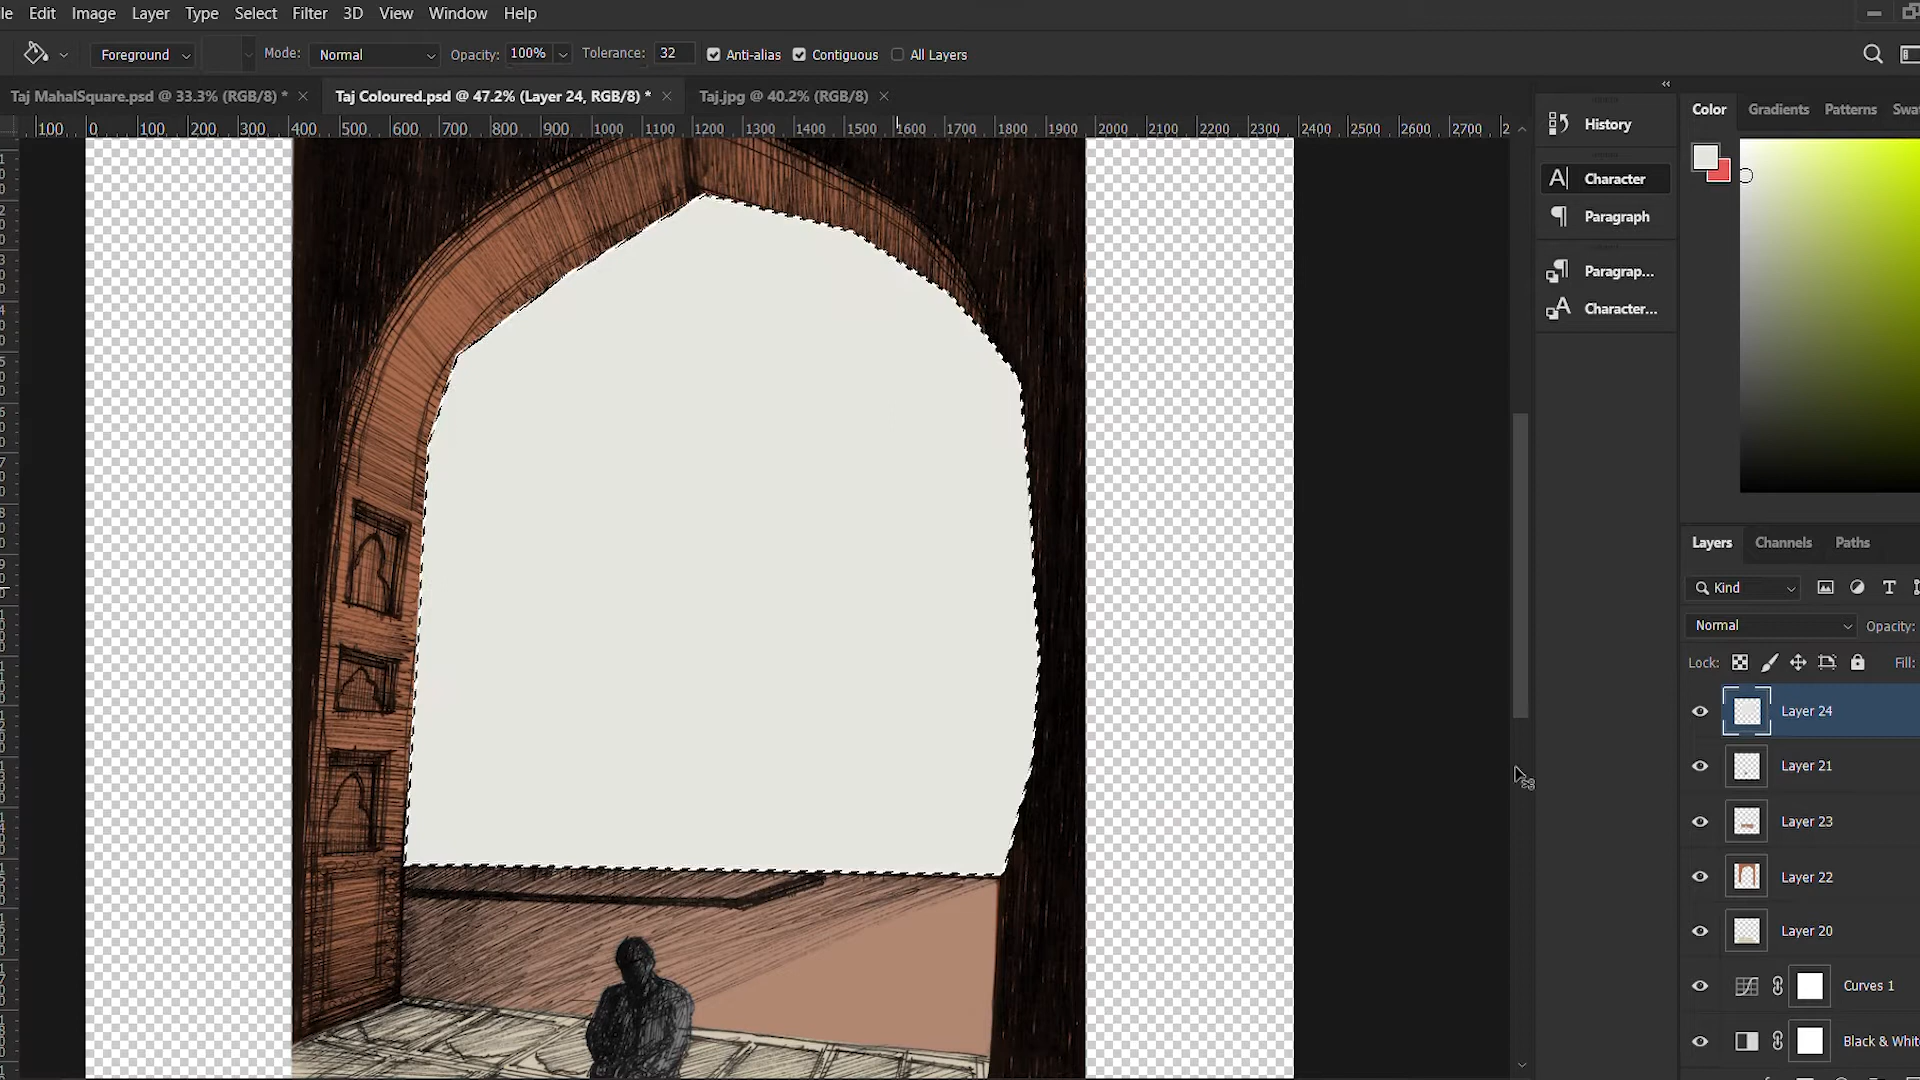 le Edit Image Layer Type Select Filter 3D View Window Help
Foreground Mode: Normal Opacity: 100% Tolerance: 32 Anti-alias Contiguous All Layers
Taj MahalSquare.psd @ 33.3% (RGB/8) * Taj Coloured.psd @ 47.2% (Layer 24, RGB/8) * Taj.jpg @ 40.2% (RGB/8)
100 0 100 200 300 400 500 600 700 800 900 1000 1100 1200 1300 1400 1500 1600 1700 1800 1900 2000 2100 2200 2300 2400 2500 2600 2700 2
History
Character
Paragraph
Paragrap...
Character...
Color Gradients Patterns Swat
Layers Channels Paths
Kind
Normal Opacity:
Lock: Fill:
Layer 24
Layer 21
Layer 23
Layer 22
Layer 20
Curves 1
Black & White